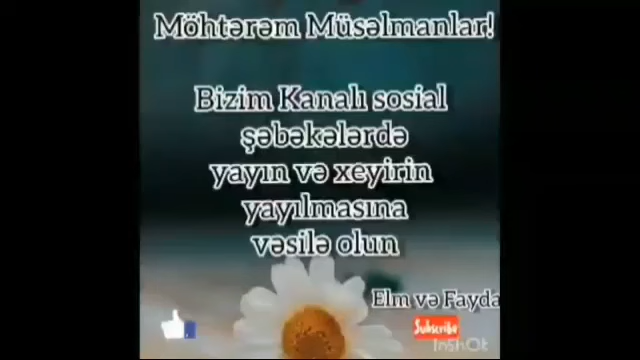 Möhtərəm Müsəlmanlar!
Bizim Kanalı sosial
şəbəkələrdə
yayın və xeyirin
yayılmasına
vəsilə olun
Elm və Fayda
Subscribe
InShOt